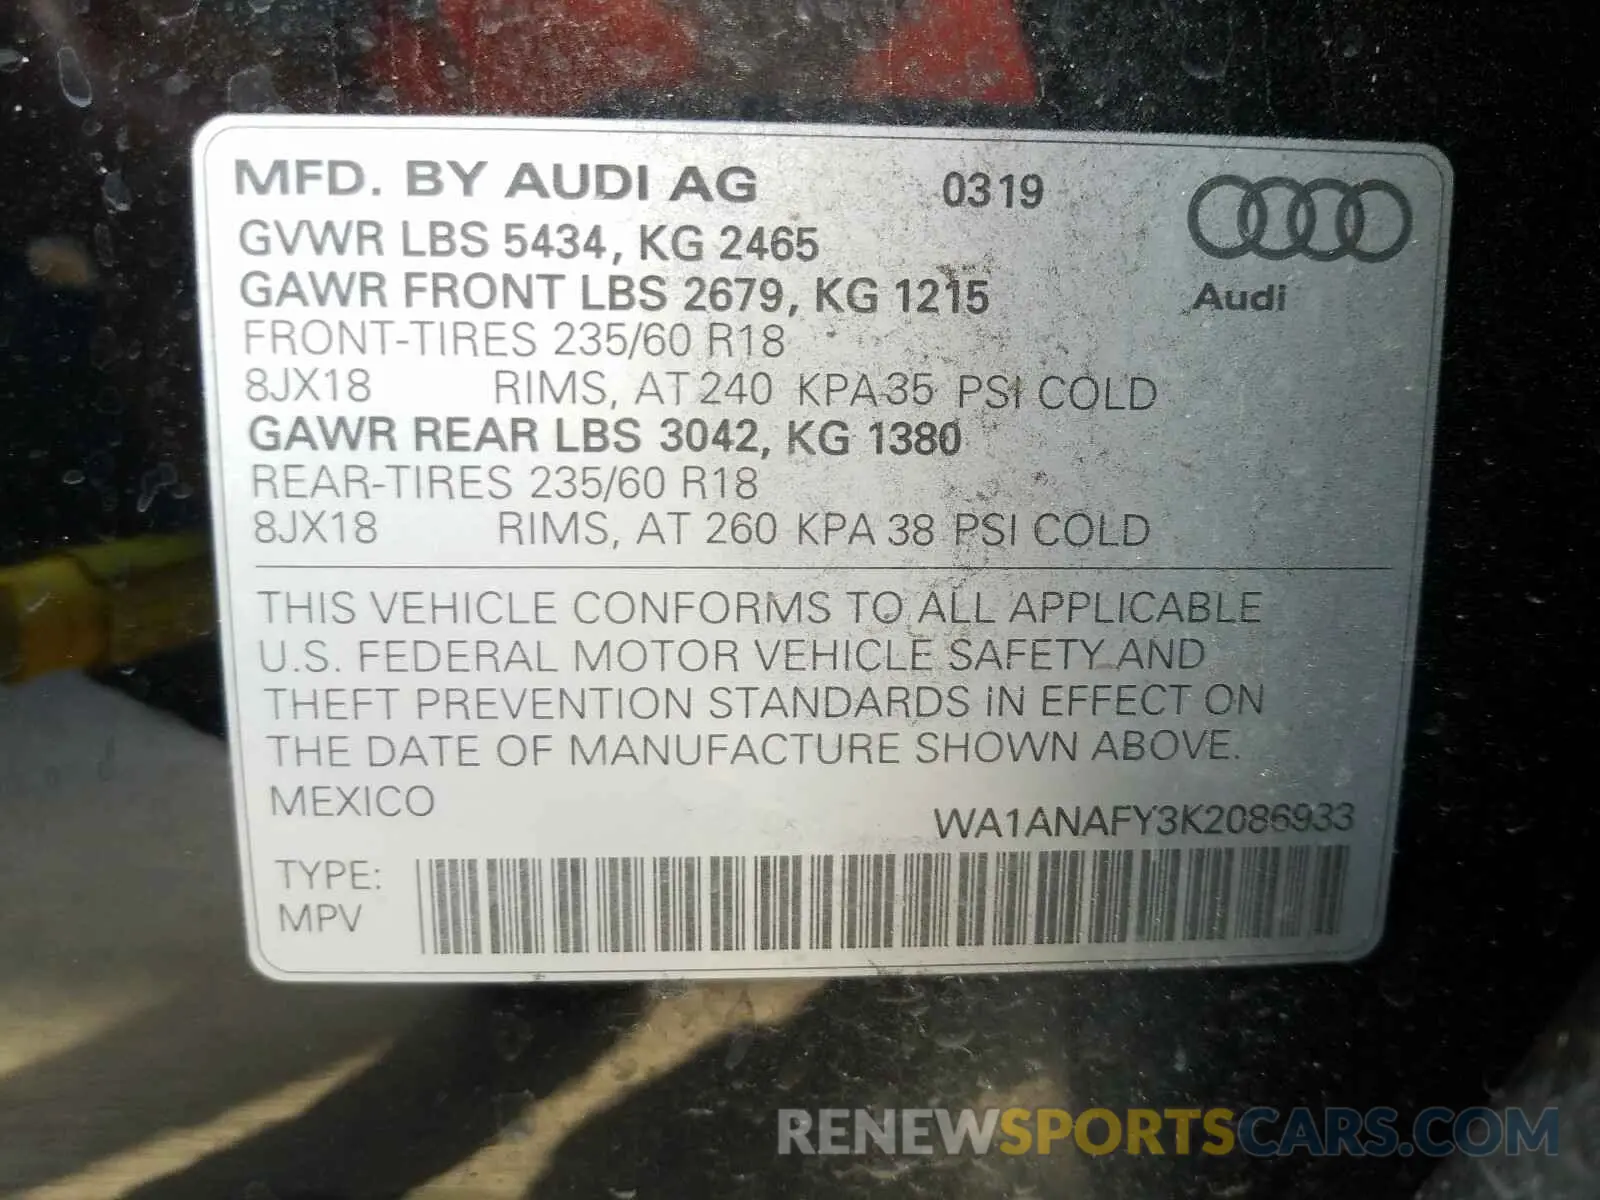 MFD. BY AUDI AG 0319
GVWR LBS 5434, KG 2465
GAWR FRONT LBS 2679, KG 1215
Audi
FRONT-TIRES 235/60 R18
8JX18 RIMS, AT 240 KPA 35 PSI COLD
GAWR REAR LBS 3042, KG 1380
REAR-TIRES 235/60 R18
8JX18 RIMS, AT 260 KPA 38 PSI COLD
THIS VEHICLE CONFORMS TO ALL APPLICABLE
U.S. FEDERAL MOTOR VEHICLE SAFETY AND
THEFT PREVENTION STANDARDS IN EFFECT ON
THE DATE OF MANUFACTURE SHOWN ABOVE.
MEXICO
WA1ANAFY3K2086933
TYPE:
MPV
RENEWSPORTSCARS.COM